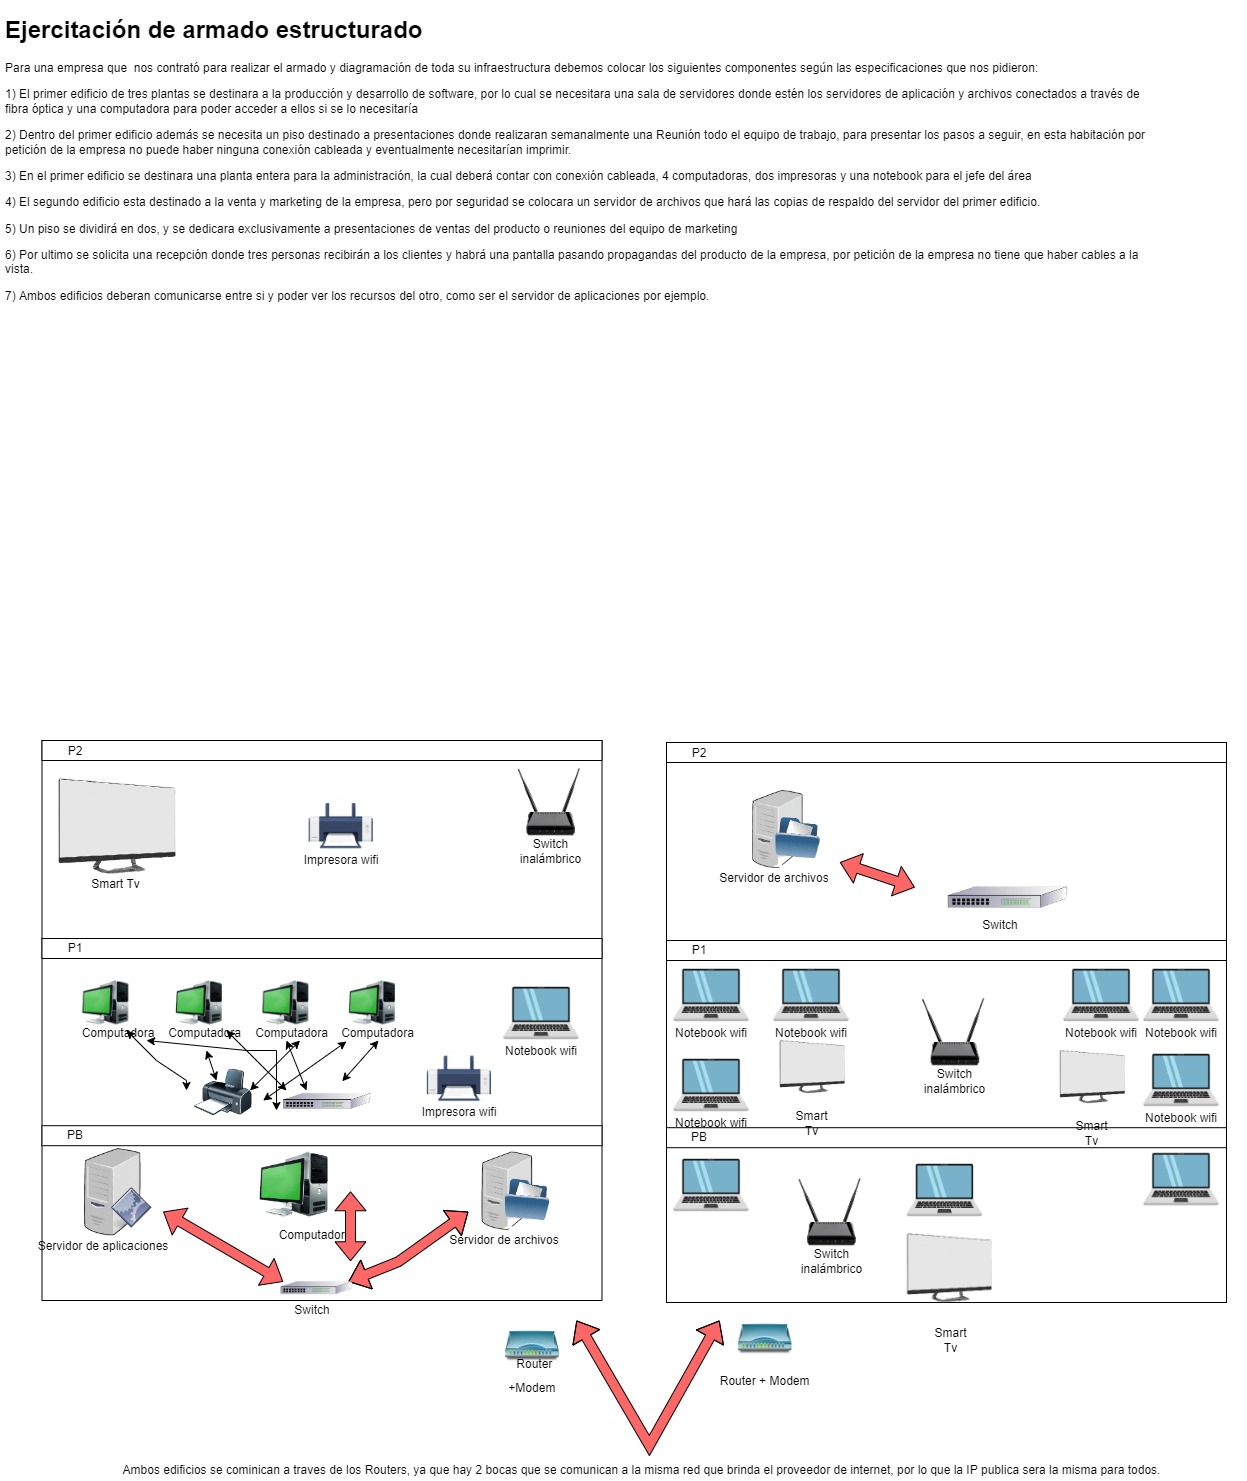 Ejercitación de armado estructurado
Para una empresa que  nos contrató para realizar el armado y diagramación de toda su infraestructura debemos colocar los siguientes componentes según las especificaciones que nos pidieron:
1) El primer edificio de tres plantas se destinara a la producción y desarrollo de software, por lo cual se necesitara una sala de servidores donde estén los servidores de aplicación y archivos conectados a través de
fibra óptica y una computadora para poder acceder a ellos si se lo necesitaría
2) Dentro del primer edificio además se necesita un piso destinado a presentaciones donde realizaran semanalmente una Reunión todo el equipo de trabajo, para presentar los pasos a seguir, en esta habitación por
petición de la empresa no puede haber ninguna conexión cableada y eventualmente necesitarían imprimir.
3) En el primer edificio se destinara una planta entera para la administración, la cual deberá contar con conexión cableada, 4 computadoras, dos impresoras y una notebook para el jefe del área
4) El segundo edificio esta destinado a la venta y marketing de la empresa, pero por seguridad se colocara un servidor de archivos que hará las copias de respaldo del servidor del primer edificio.
5) Un piso se dividirá en dos, y se dedicara exclusivamente a presentaciones de ventas del producto o reuniones del equipo de marketing
6) Por ultimo se solicita una recepción donde tres personas recibirán a los clientes y habrá una pantalla pasando propagandas del producto de la empresa, por petición de la empresa no tiene que haber cables a la
vista.
7) Ambos edificios deberan comunicarse entre si y poder ver los recursos del otro, como ser el servidor de aplicaciones por ejemplo.
P2
Smart Tv
Impresora wifi
Switch
inalámbrico
P1
Computadora
Computadora
Computadora
Computadora
Notebook wifi
Impresora wifi
PB
Servidor de aplicaciones
Computador
Servidor de archivos
Switch
P2
Servidor de archivos
Switch
P1
Notebook wifi
Notebook wifi
Notebook wifi
Notebook wifi
Switch
inalámbrico
Notebook wifi
Smart
Tv
Smart
Tv
Notebook wifi
PB
Switch
inalámbrico
Smart
Tv
Router
+Modem
Router + Modem
Ambos edificios se cominican a traves de los Routers, ya que hay 2 bocas que se comunican a la misma red que brinda el proveedor de internet, por lo que la IP publica sera la misma para todos.